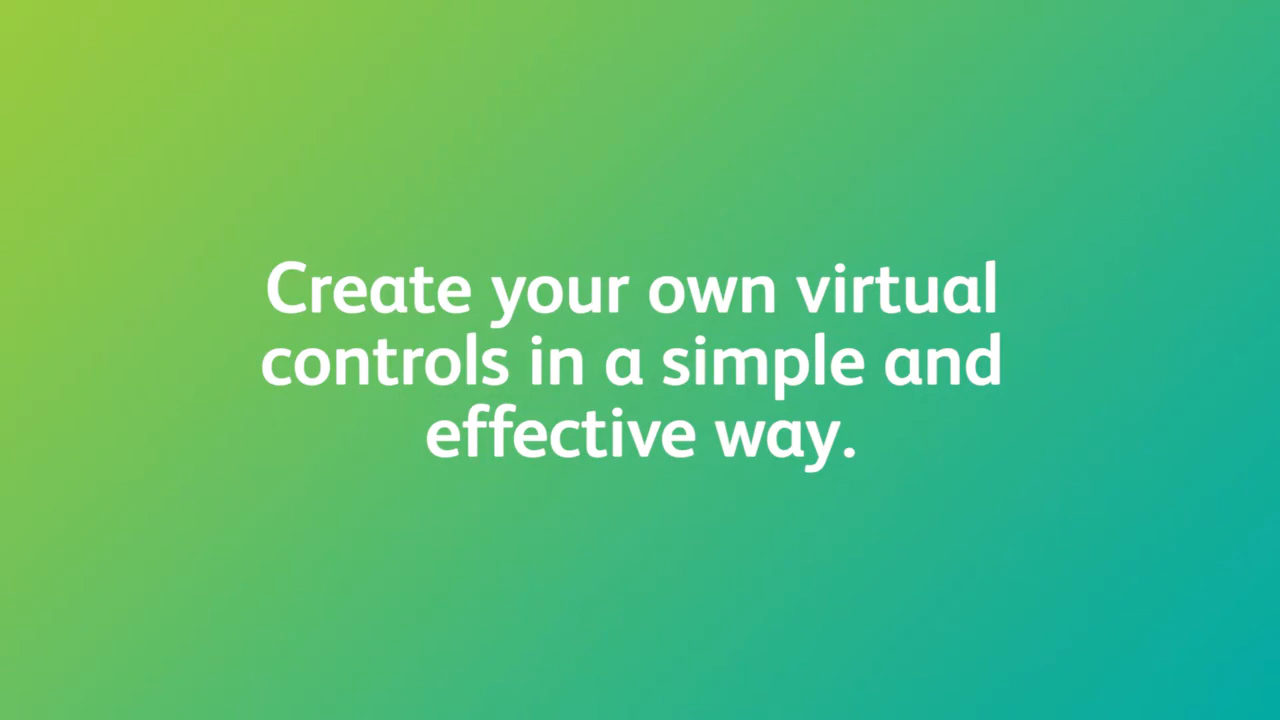 Create your own virtual
controls in a simple and
effective way.